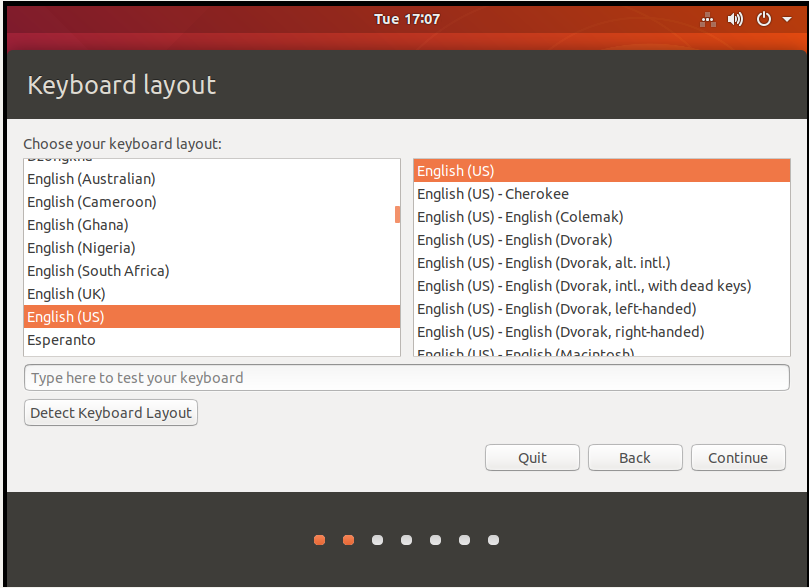 Tue 17:07
Keyboard layout
Choose your keyboard layout:
Dzongkha
English (Australian)
English (Cameroon)
English (Ghana)
English (Nigeria)
English (South Africa)
English (UK)
English (US)
Esperanto
English (US)
English (US) - Cherokee
English (US) - English (Colemak)
English (US) - English (Dvorak)
English (US) - English (Dvorak, alt. intl.)
English (US) - English (Dvorak, intl., with dead keys)
English (US) - English (Dvorak, left-handed)
English (US) - English (Dvorak, right-handed)
English (US) - English (Macintosh)
Type here to test your keyboard
Detect Keyboard Layout
Quit
Back
Continue